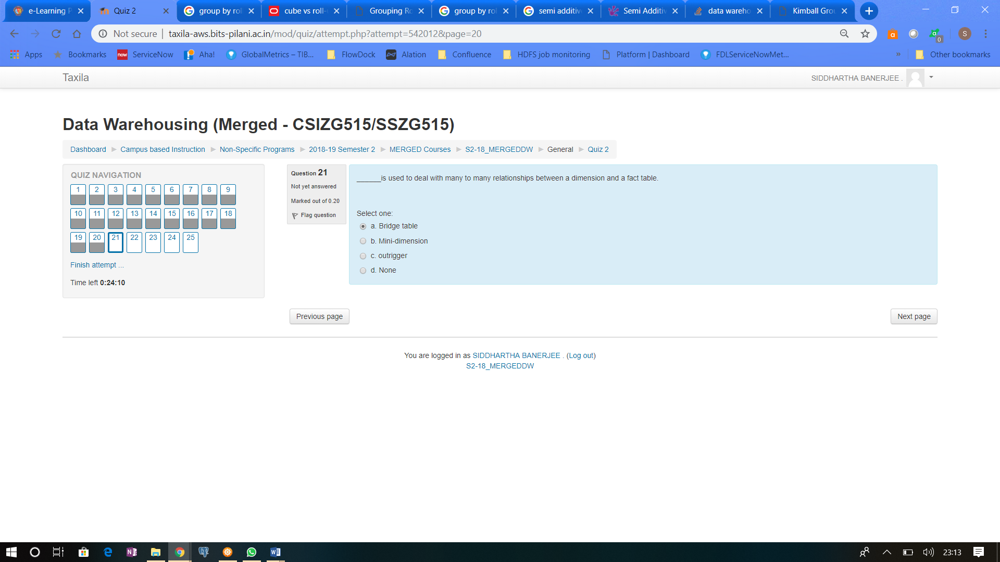 e-Learning P
Quiz 2
group by rol
cube vs roll-
Grouping Ro
group by rol
semi additiv
Semi Additiv
data wareho
Kimball Grou
Not secure | taxila-aws.bits-pilani.ac.in/mod/quiz/attempt.php?attempt=542012&page=20
a
a
0
S
Apps
Bookmarks
now
ServiceNow
Aha!
GlobalMetrics – TIB...
FlowDock
Alation
Confluence
HDFS job monitoring
Platform | Dashboard
FDLServiceNowMet...
»
Other bookmarks
Taxila
SIDDHARTHA BANERJEE .
Data Warehousing (Merged - CSIZG515/SSZG515)
Dashboard ► Campus based Instruction ► Non-Specific Programs ► 2018-19 Semester 2 ► MERGED Courses ► S2-18_MERGEDDW ► General ► Quiz 2
QUIZ NAVIGATION
1 2 3 4 5 6 7 8 9
10 11 12 13 14 15 16 17 18
19 20 21 22 23 24 25
Finish attempt ...
Time left 0:24:10
Question 21
Not yet answered
Marked out of 0.20
Flag question
______is used to deal with many to many relationships between a dimension and a fact table.
Select one:
a. Bridge table
b. Mini-dimension
c. outrigger
d. None
Previous page
Next page
You are logged in as SIDDHARTHA BANERJEE . (Log out)
S2-18_MERGEDDW
23:13